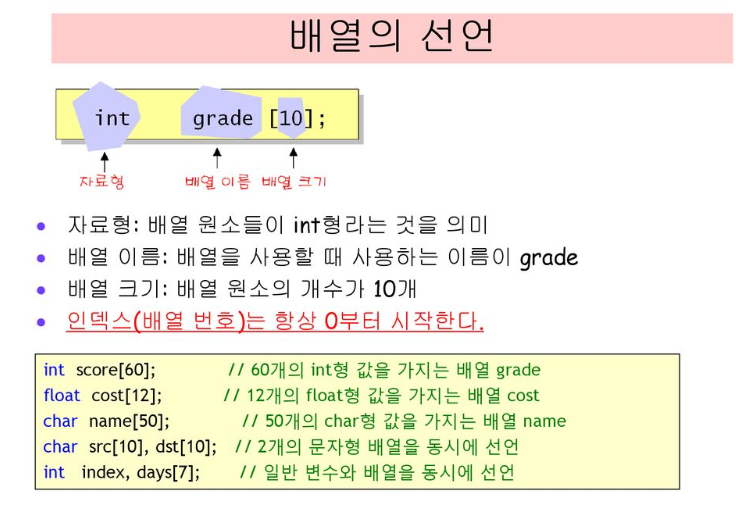 배열의 선언
int grade [10];
자료형 배열 이름 배열 크기
• 자료형: 배열 원소들이 int형라는 것을 의미
• 배열 이름: 배열을 사용할 때 사용하는 이름이 grade
• 배열 크기: 배열 원소의 개수가 10개
• 인덱스(배열 번호)는 항상 0부터 시작한다.
int score[60]; // 60개의 int형 값을 가지는 배열 grade
float cost[12]; // 12개의 float형 값을 가지는 배열 cost
char name[50]; // 50개의 char형 값을 가지는 배열 name
char src[10], dst[10]; // 2개의 문자형 배열을 동시에 선언
int index, days[7]; // 일반 변수와 배열을 동시에 선언